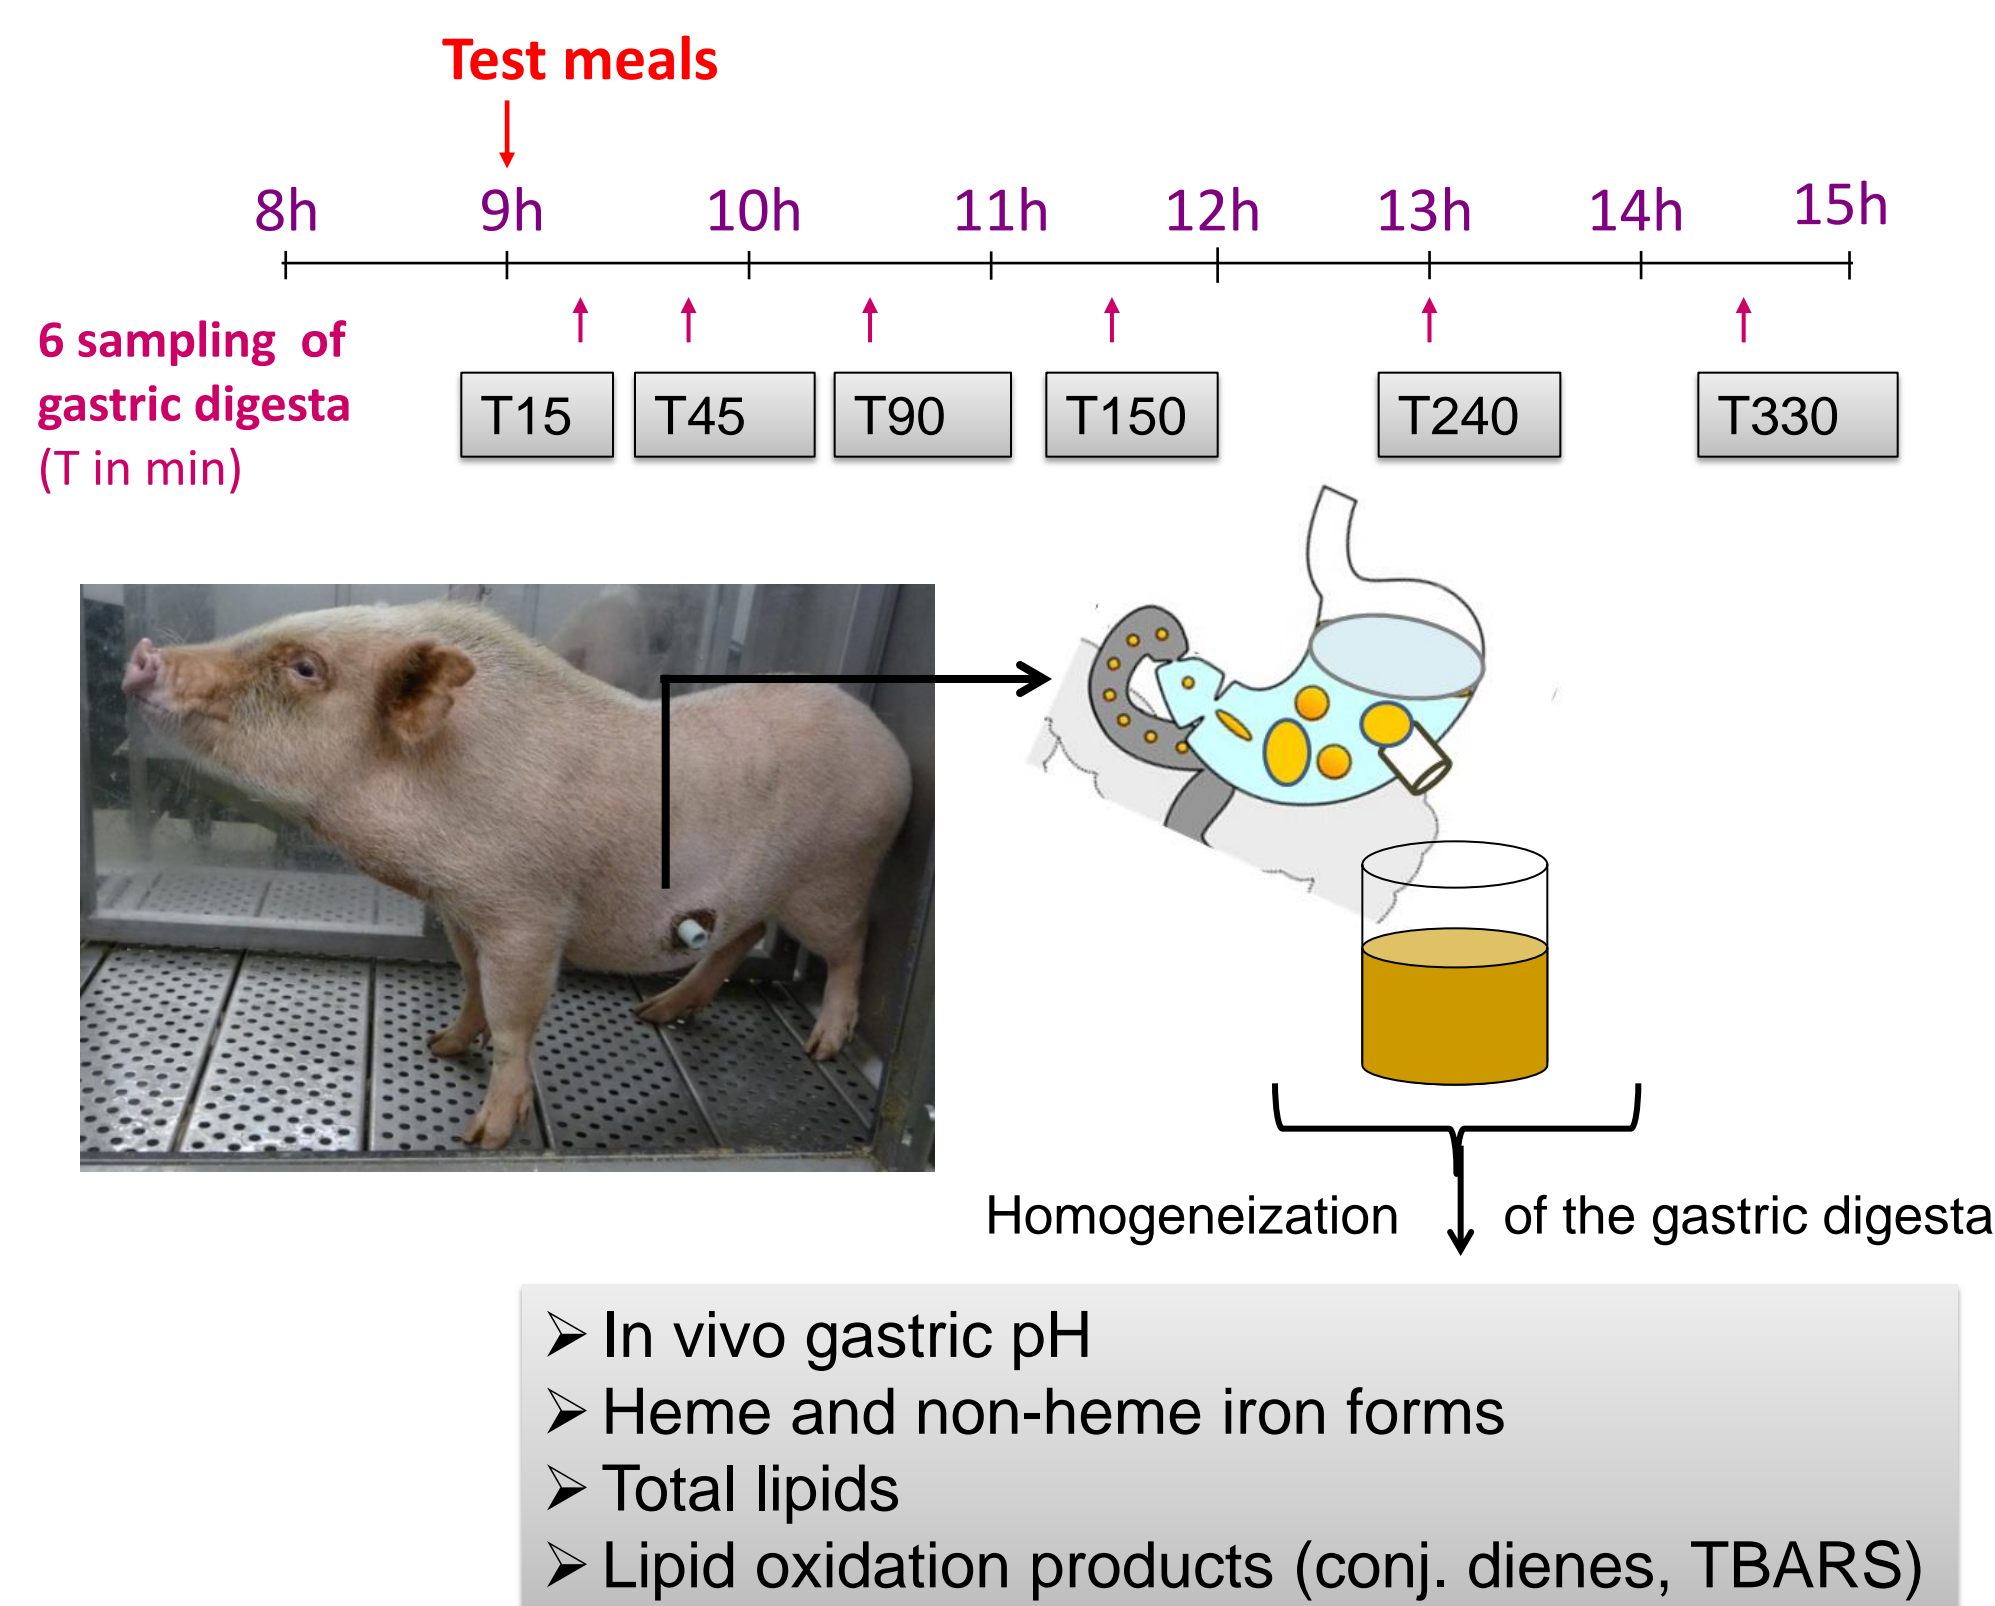 Test meals
8h 9h 10h 11h 12h 13h 14h 15h
6 sampling of
gastric digesta
(T in min)
T15 T45 T90 T150 T240 T330
Homogeneization of the gastric digesta
➢ In vivo gastric pH
➢ Heme and non-heme iron forms
➢ Total lipids
➢ Lipid oxidation products (conj. dienes, TBARS)